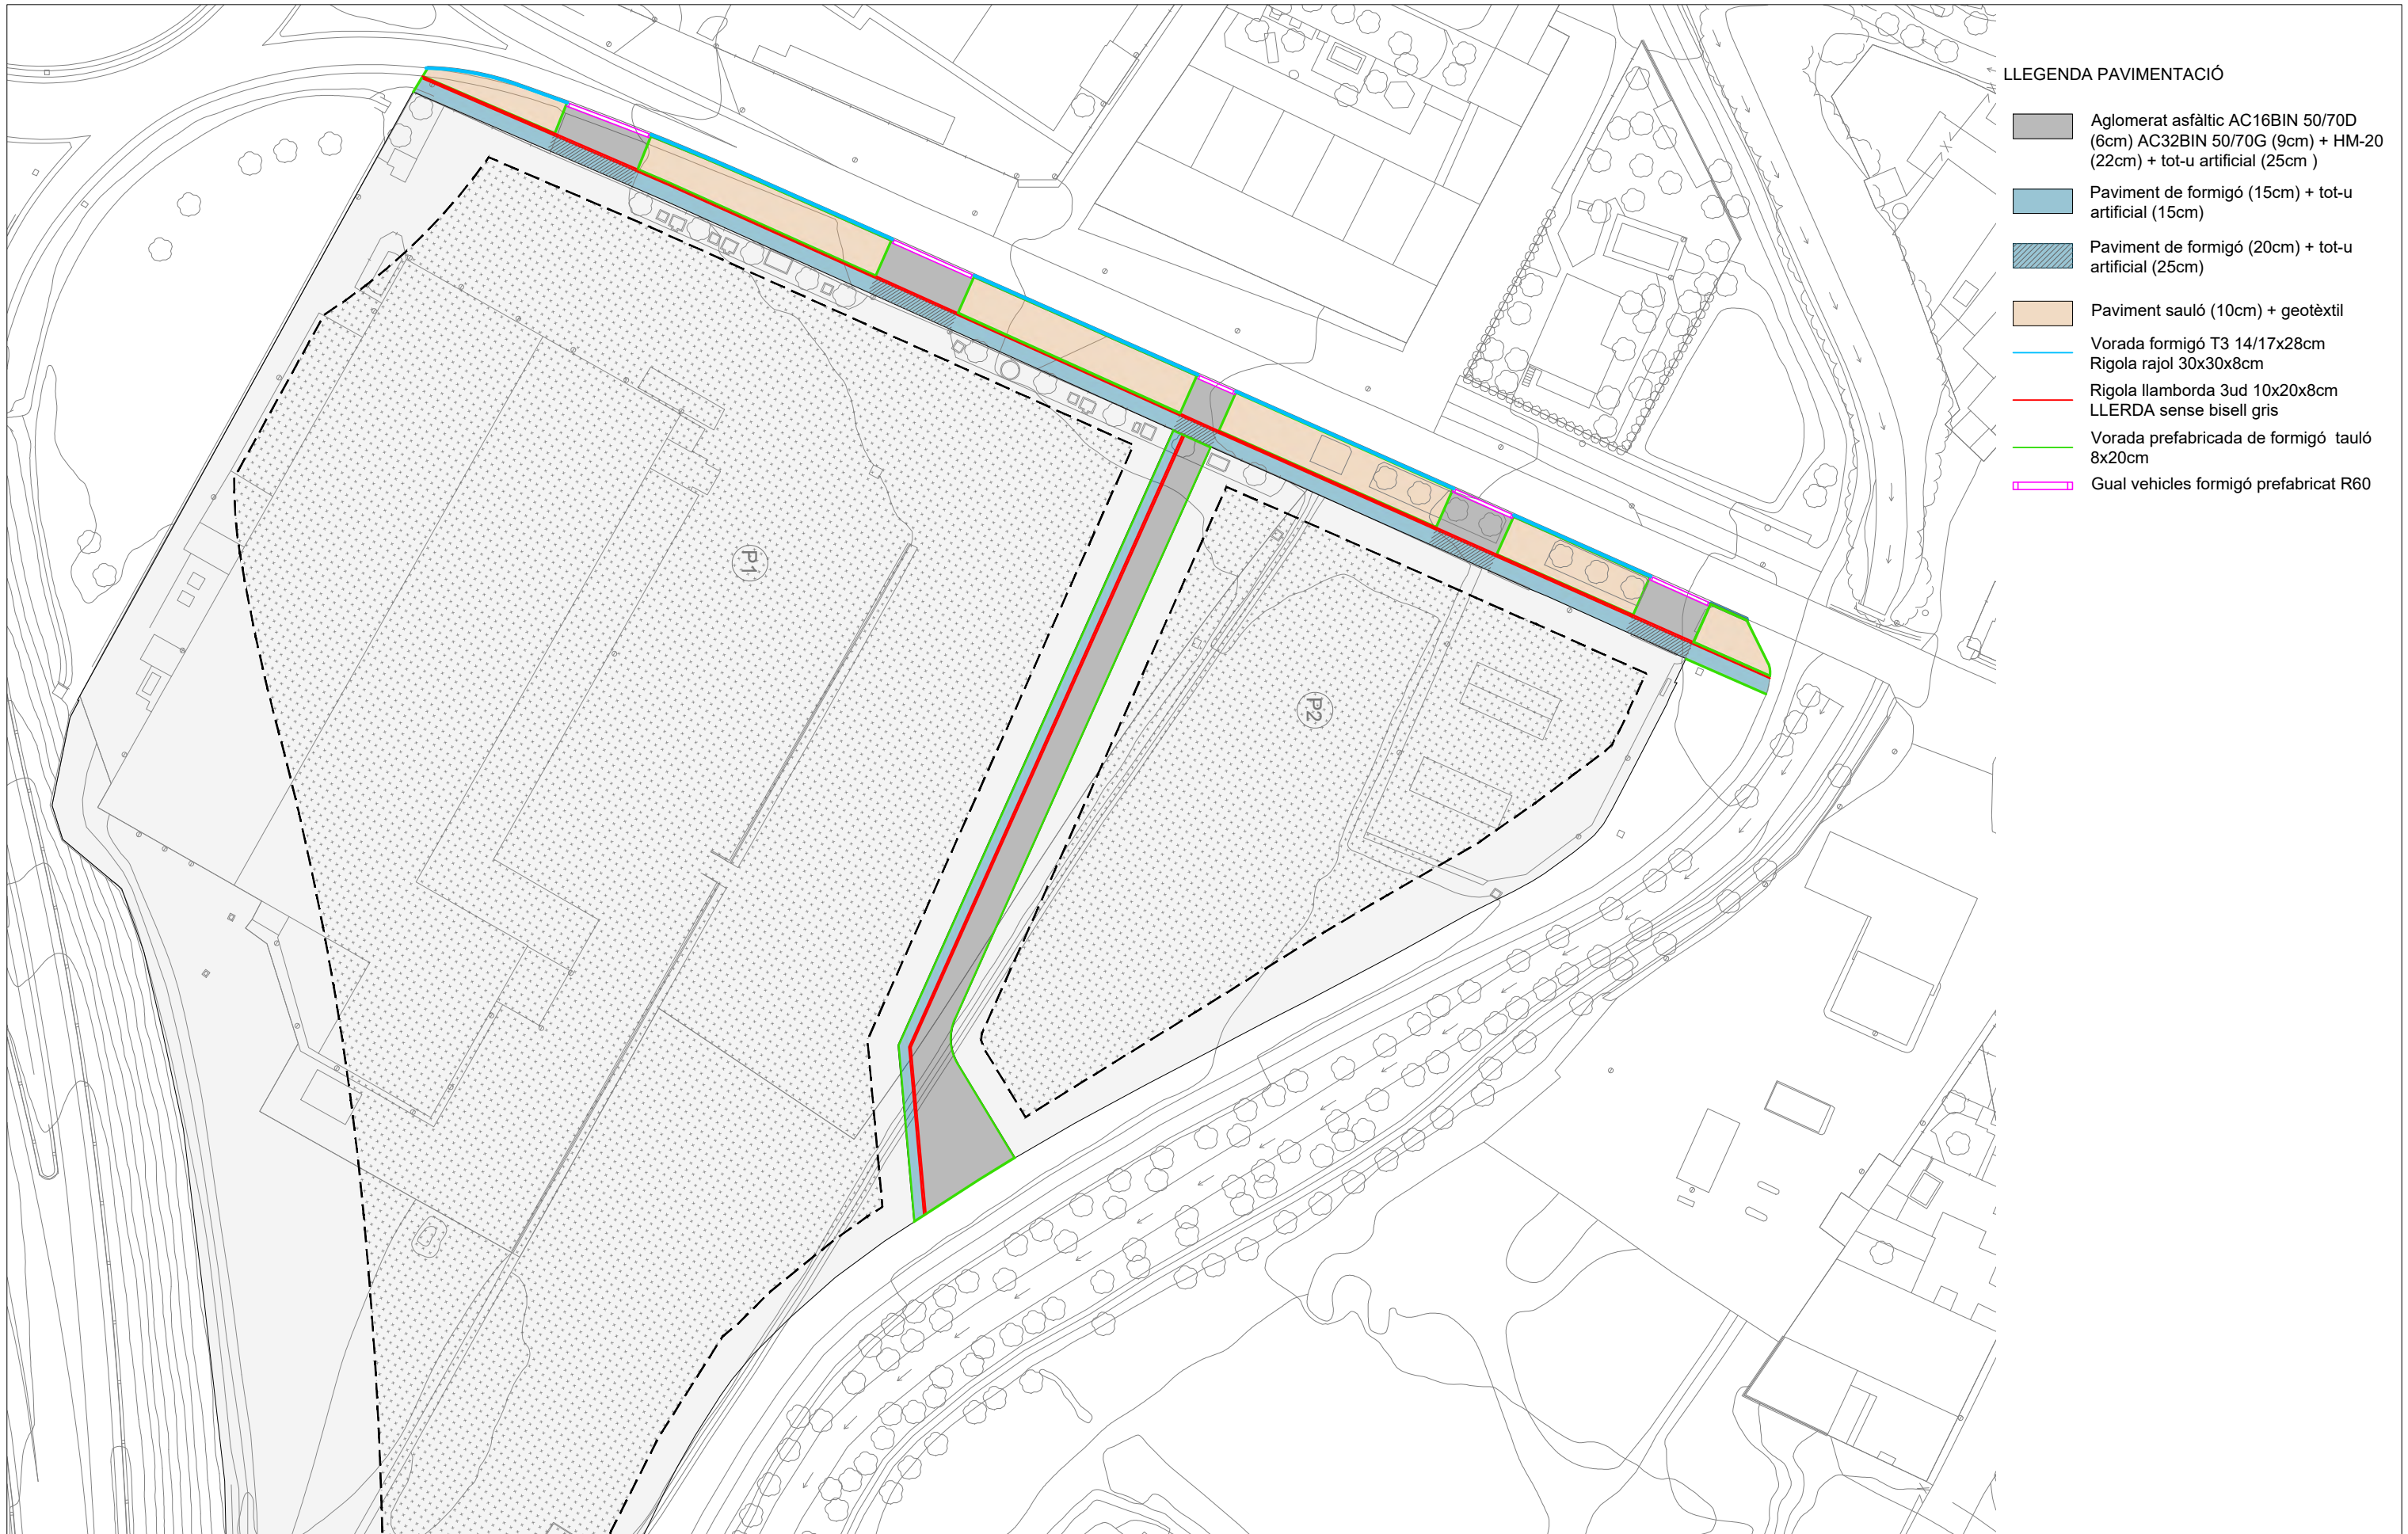 LLEGENDA PAVIMENTACIÓ
Aglomerat asfàltic AC16BIN 50/70D
(6cm) AC32BIN 50/70G (9cm) + HM-20
(22cm) + tot-u artificial (25cm )
Paviment de formigó (15cm) + tot-u
artificial (15cm)
Paviment de formigó (20cm) + tot-u
artificial (25cm)
Paviment sauló (10cm) + geotèxtil
Vorada formigó T3 14/17x28cm
Rigola rajol 30x30x8cm
Rigola llamborda 3ud 10x20x8cm
LLERDA sense bisell gris
Vorada prefabricada de formigó tauló
8x20cm
Gual vehicles formigó prefabricat R60
P1
P2